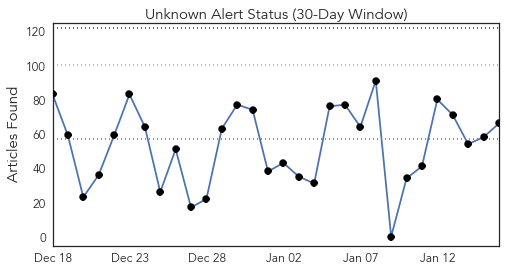 Unknown Alert Status (30-Day Window)
Articles Found
120
100
80
60
40
20
0
Dec 18
Dec 23
Dec 28
Jan 02
Jan 07
Jan 12